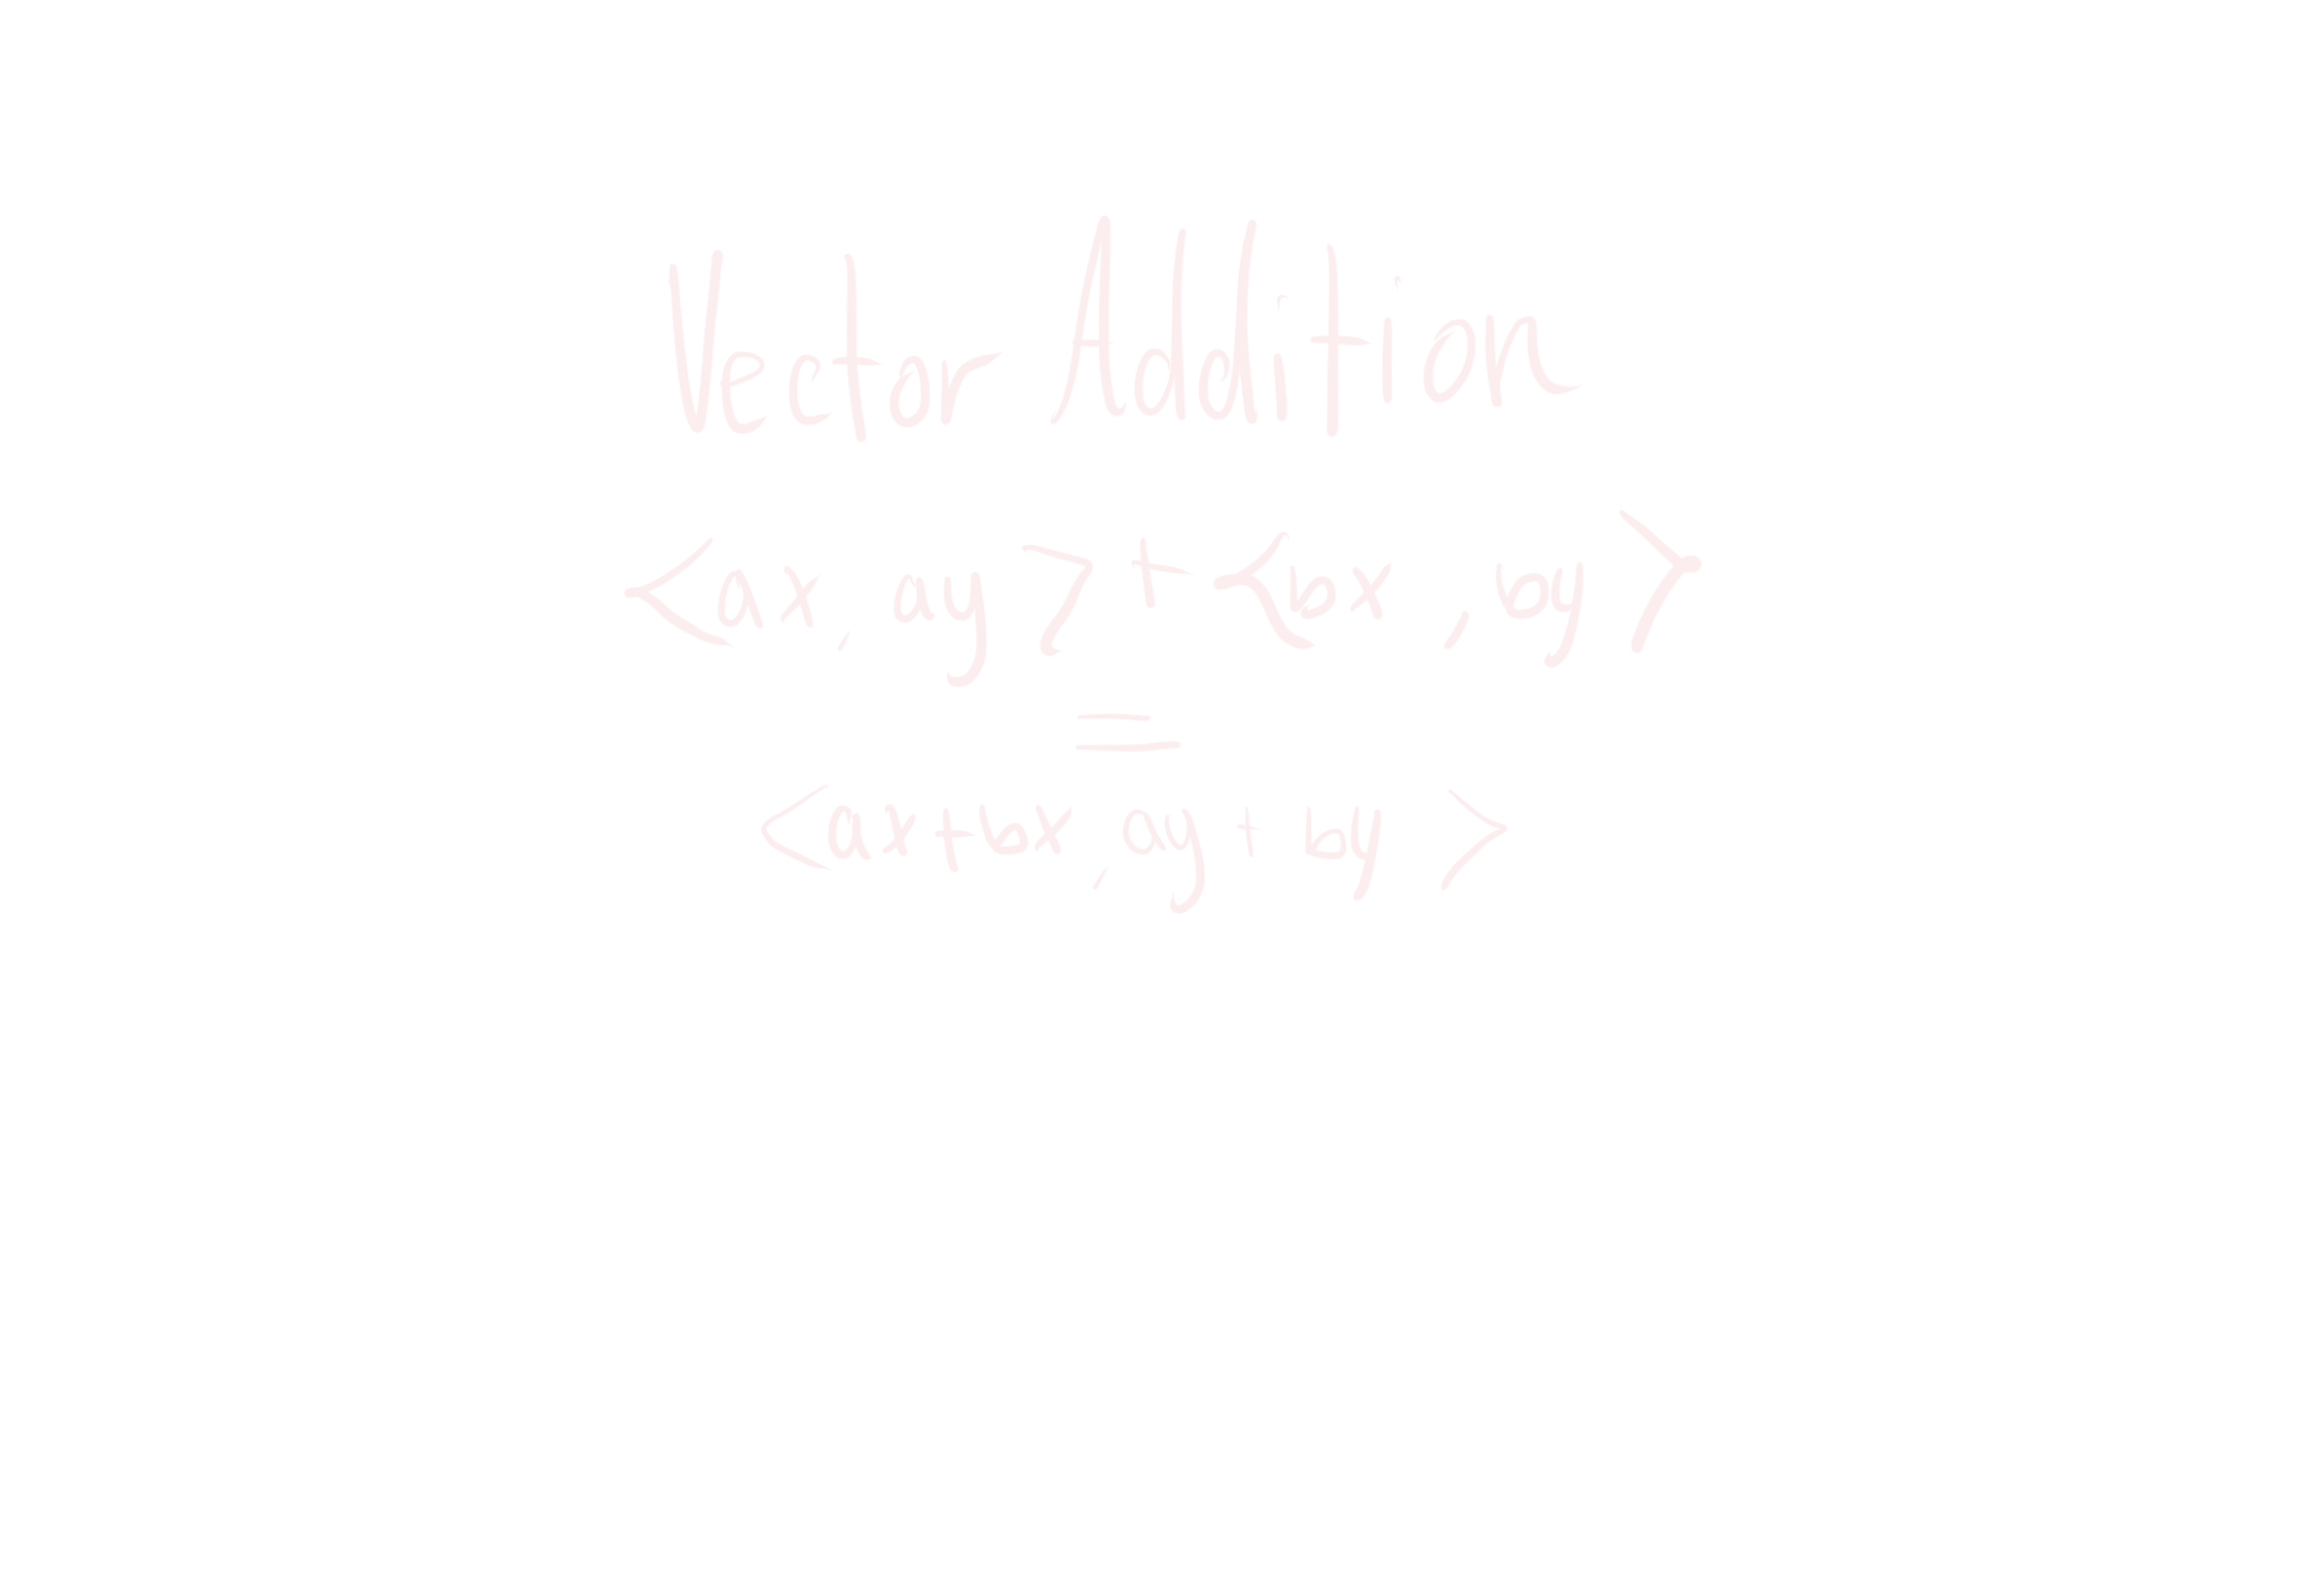 Vector Addition
<ax, ay> + <bx, by>
=
<ax+bx, ay+by>